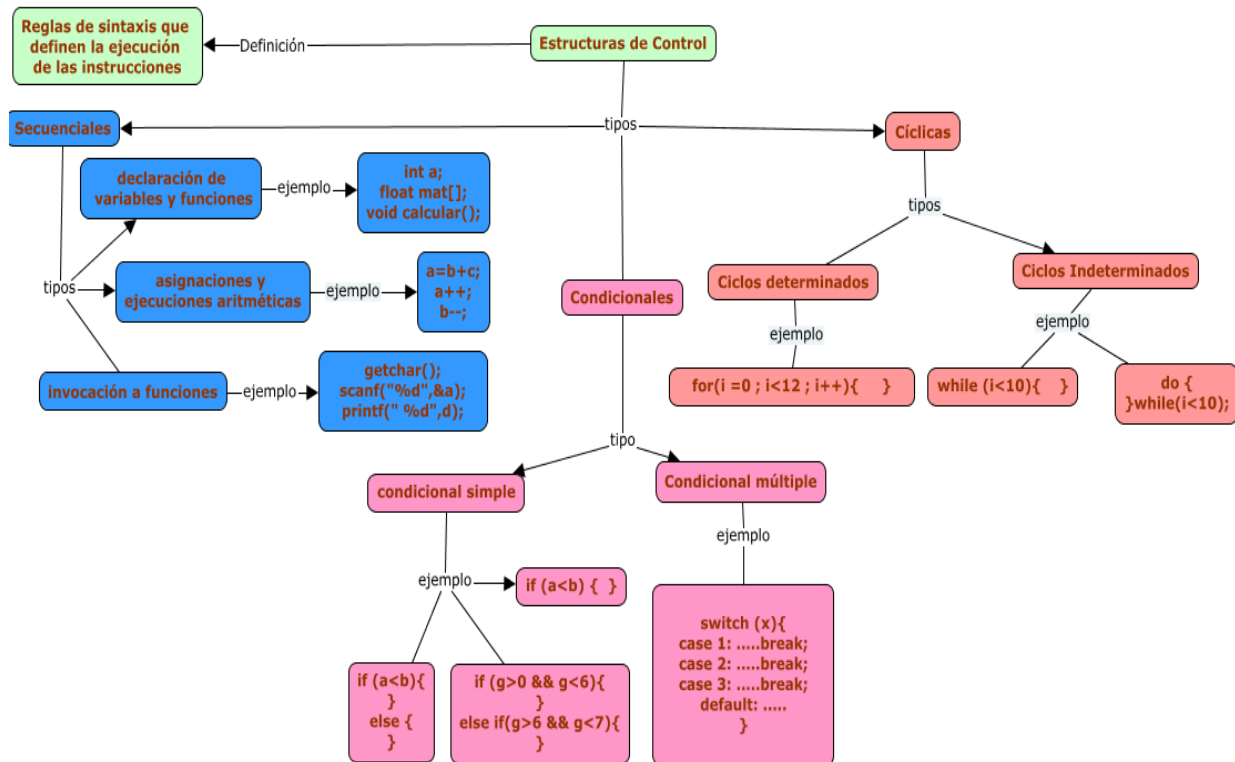 Reglas de sintaxis que
definen la ejecución
de las instrucciones
Definición
Estructuras de Control
tipos
Secuenciales
tipos
declaración de
variables y funciones
ejemplo
int a;
float mat[];
void calcular();
asignaciones y
ejecuciones aritméticas
ejemplo
a=b+c;
a++;
b--;
invocación a funciones
ejemplo
getchar();
scanf("%d",&a);
printf(" %d",d);
Condicionales
tipo
condicional simple
ejemplo
if (a<b) {  }
if (a<b){
}
else {
}
if (g>0 && g<6){
}
else if(g>6 && g<7){
}
Condicional múltiple
ejemplo
switch (x){
case 1: .....break;
case 2: .....break;
case 3: .....break;
default: .....
}
Cíclicas
tipos
Ciclos determinados
ejemplo
for(i =0 ; i<12 ; i++){    }
Ciclos Indeterminados
ejemplo
while (i<10){    }
do {
}while(i<10);